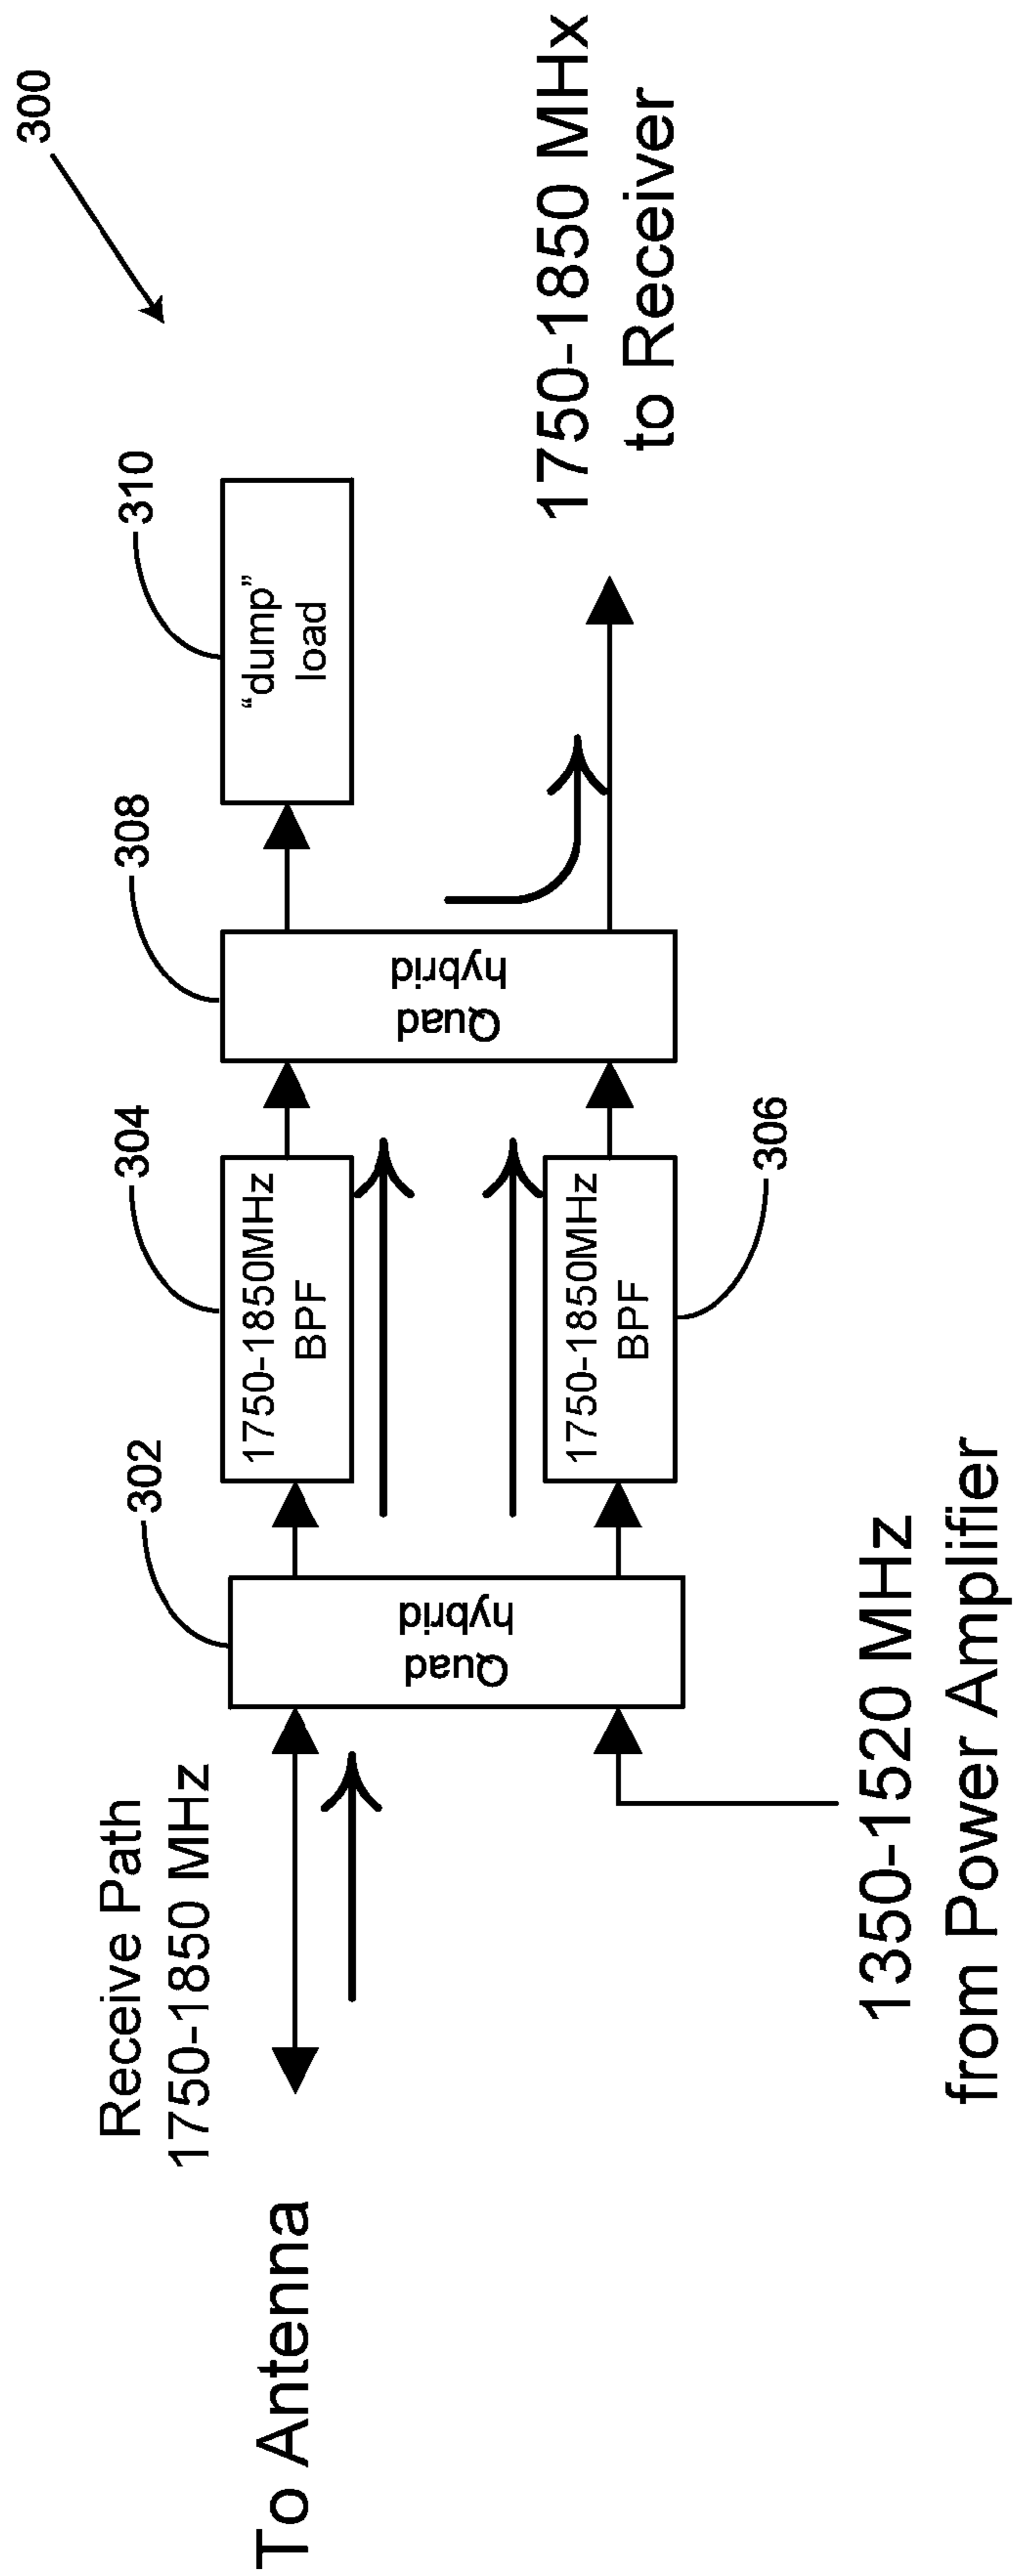 300
310
308
304
302
306
"dump"
load
Quad
hybrid
1750-1850MHz
BPF
1750-1850MHz
BPF
Quad
hybrid
Receive Path
1750-1850 MHz
To Antenna
1350-1520 MHz
from Power Amplifier
1750-1850 MHx
to Receiver